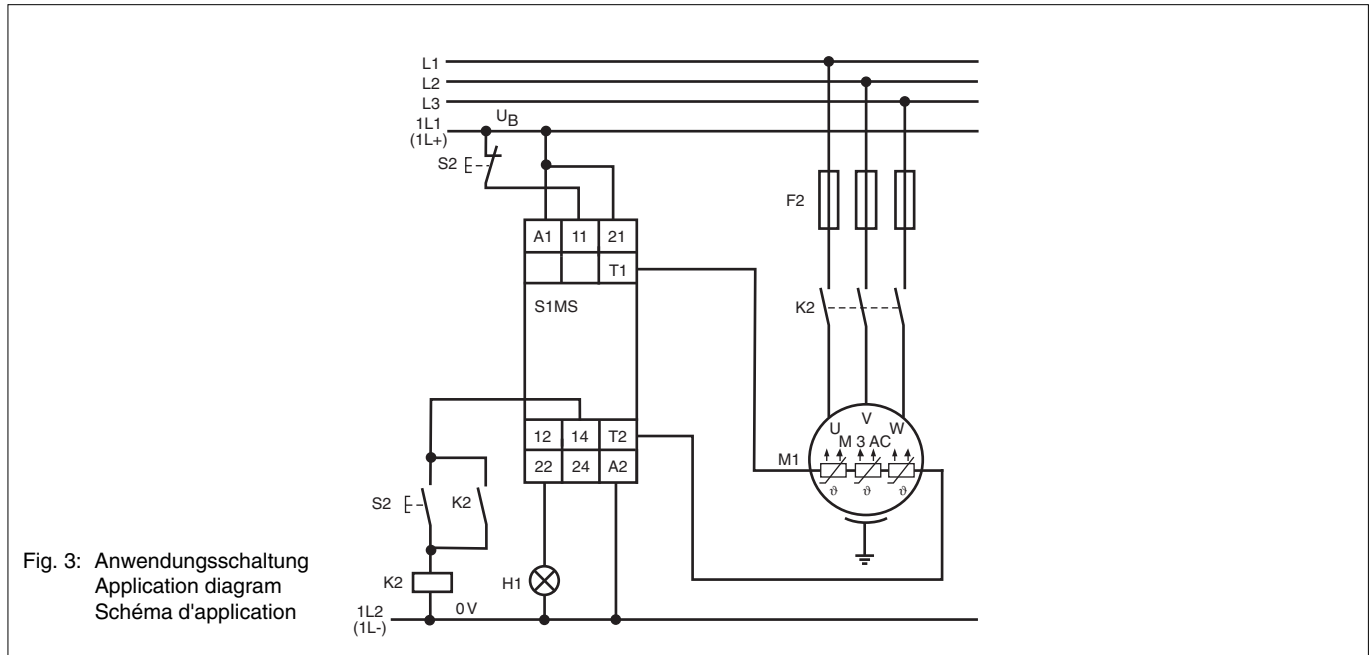 L1
L2
L3
1L1
(1L+)
UB
S2
F2
A1 11 21
T1
S1MS
K2
12 14 T2
22 24 A2
U V W
M 3 AC
M1
ϑ ϑ ϑ
S2 K2
K2
H1
1L2
(1L-)
0 V
Fig. 3: Anwendungsschaltung
Application diagram
Schéma d'application